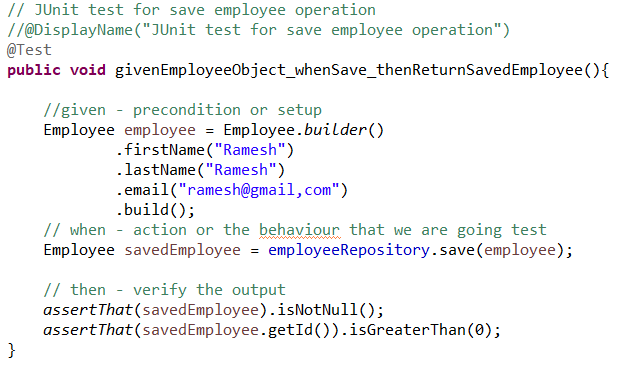 // JUnit test for save employee operation
//@DisplayName("JUnit test for save employee operation")
@Test
public void givenEmployeeObject_whenSave_thenReturnSavedEmployee(){
//given - precondition or setup
Employee employee = Employee.builder()
.firstName("Ramesh")
.lastName("Ramesh")
.email("ramesh@gmail,com")
.build();
// when - action or the behaviour that we are going test
Employee savedEmployee = employeeRepository.save(employee);
// then - verify the output
assertThat(savedEmployee).isNotNull();
assertThat(savedEmployee.getId()).isGreaterThan(0);
}